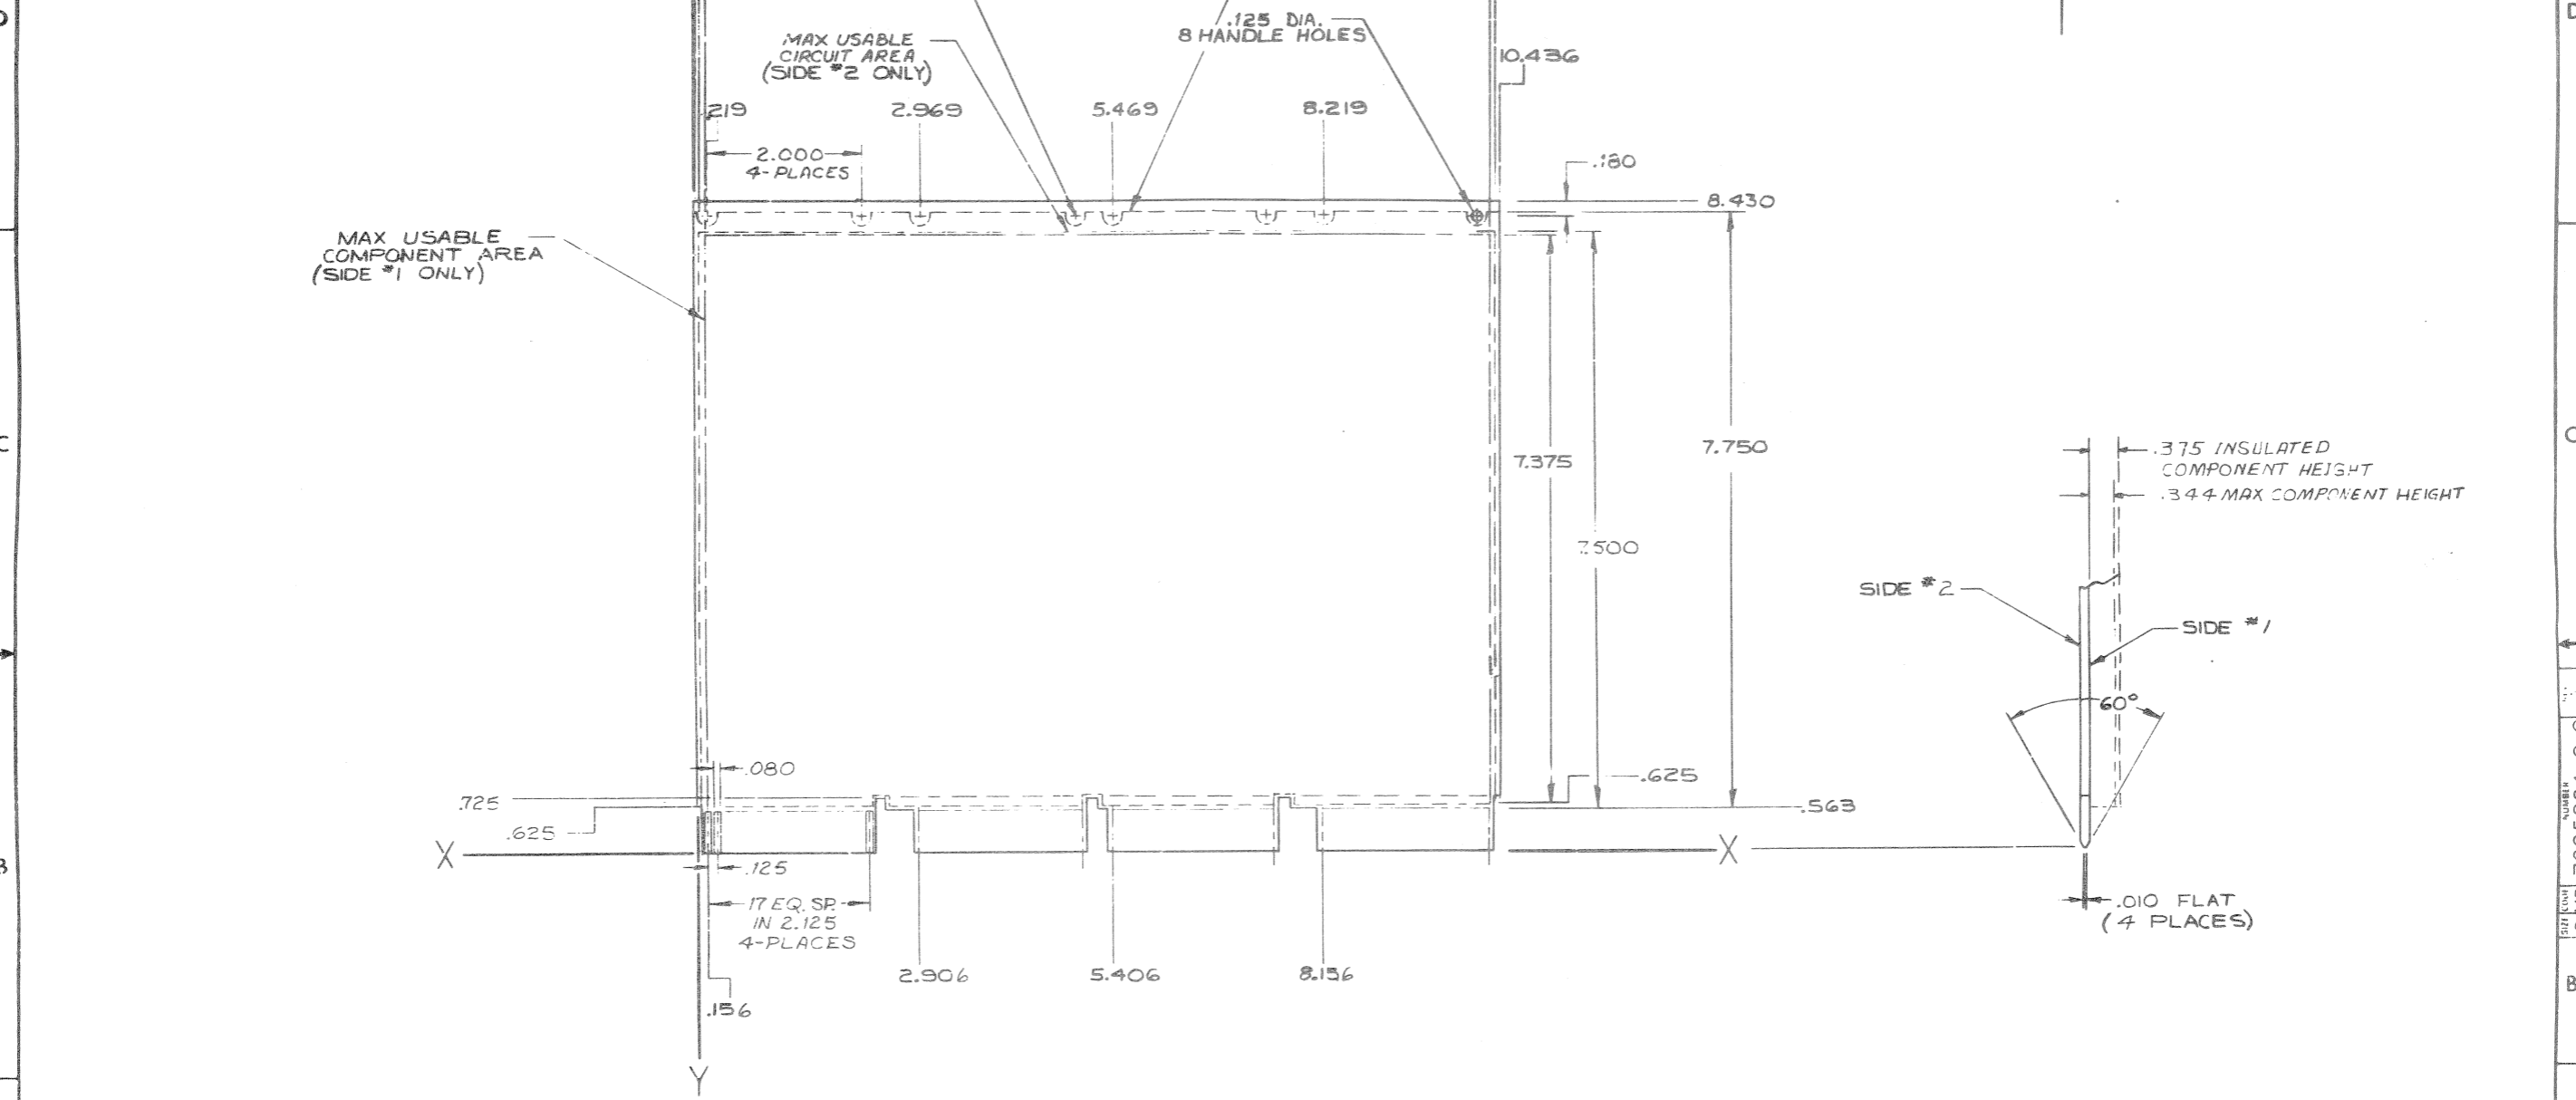 D
D
.125 DIA.
8 HANDLE HOLES
MAX USABLE
CIRCUIT AREA
(SIDE #2 ONLY)
10.436
.219
2.969
5.469
8.219
2.000
4-PLACES
.180
8.430
MAX USABLE
COMPONENT AREA
(SIDE #1 ONLY)
C
C
7.375
7.500
7.750
.375 INSULATED
COMPONENT HEIGHT
.344 MAX COMPONENT HEIGHT
SIDE #2
SIDE #1
60°
.080
.725
.625
.625
.563
X
X
.125
17 EQ. SP.
IN 2.125
4-PLACES
.010 FLAT
(4 PLACES)
2.906
5.406
8.156
.156
Y
B
B
NUMBER
SIZE
CODE